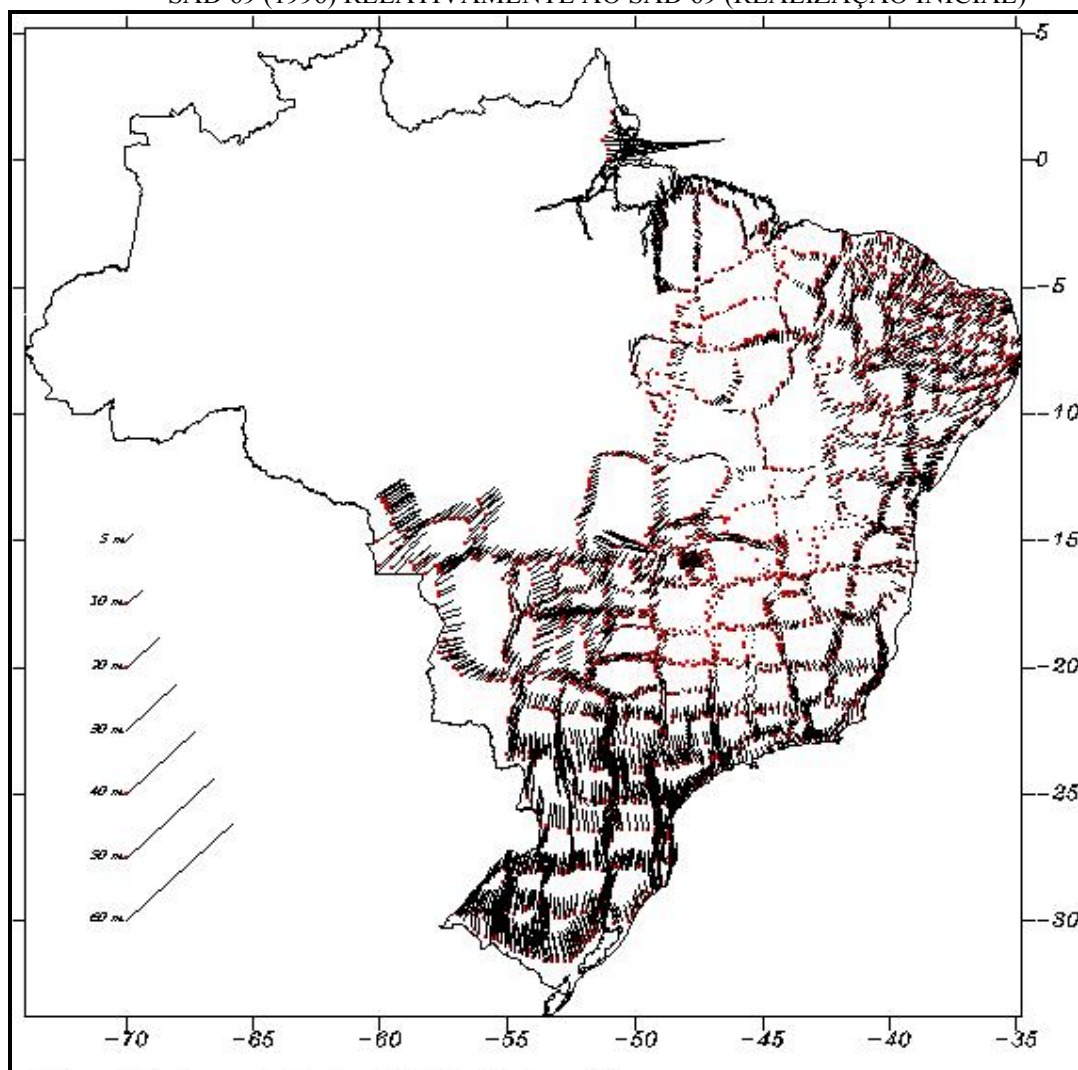 SAD 69 (1996) RELATIVAMENTE AO SAD 69 (REALIZAÇÃO INICIAL)
5
0
-5
-10
5 m
-15
10 m
20 m
-20
30 m
40 m
-25
50 m
60 m
-30
-70 -65 -60 -55 -50 -45 -40 -35